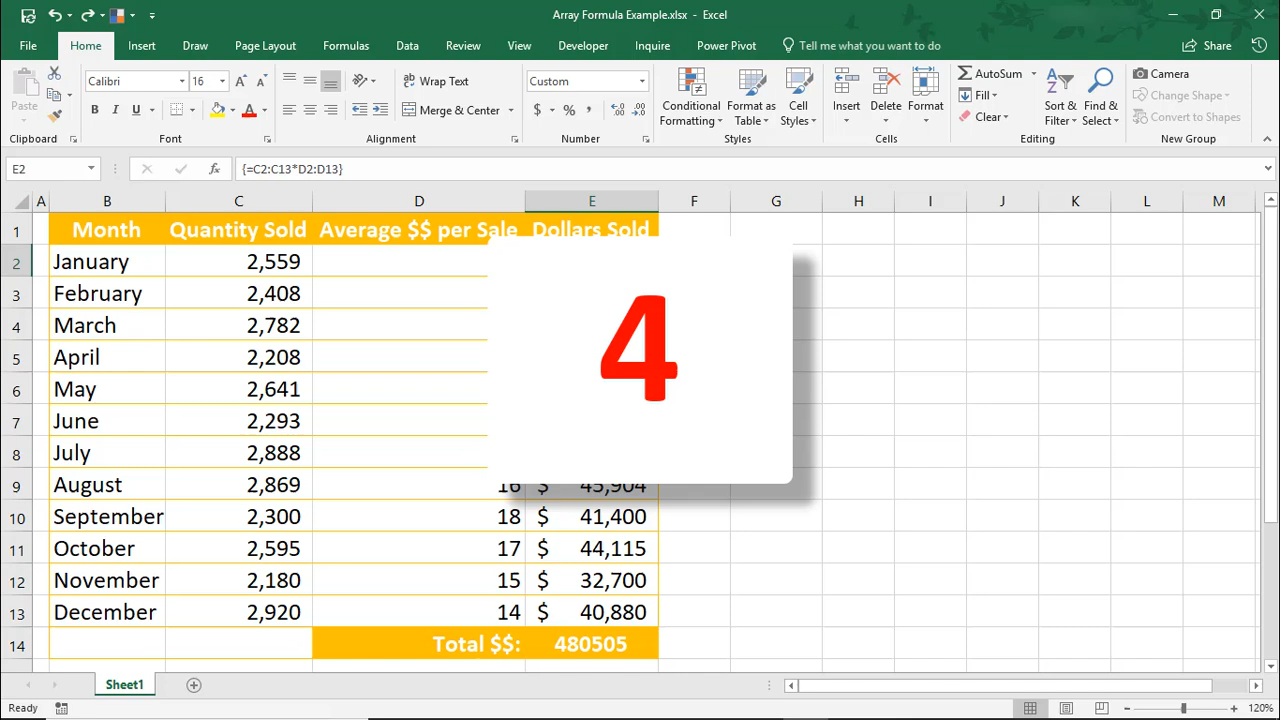 Array Formula Example.xlsx - Excel
File Home Insert Draw Page Layout Formulas Data Review View Developer Inquire Power Pivot Tell me what you want to do Share
Paste Calibri 16 Wrap Text Custom Conditional Formatting Format as Table Cell Styles Insert Delete Format AutoSum Sort & Filter Find & Select Camera
B I U Merge & Center $ % Fill Change Shape
Clear Convert to Shapes
Clipboard Font Alignment Number Styles Cells Editing New Group
E2 fx {=C2:C13*D2:D13}
A B C D E F G H I J K L M
1 Month Quantity Sold Average $$ per Sale Dollars Sold
2 January 2,559
3 February 2,408
4 March 2,782
5 April 2,208
6 May 2,641
7 June 2,293
8 July 2,888
4
9 August 2,869 16 $ 45,904
10 September 2,300 18 $ 41,400
11 October 2,595 17 $ 44,115
12 November 2,180 15 $ 32,700
13 December 2,920 14 $ 40,880
14 Total $$: 480505
Sheet1
Ready 120%